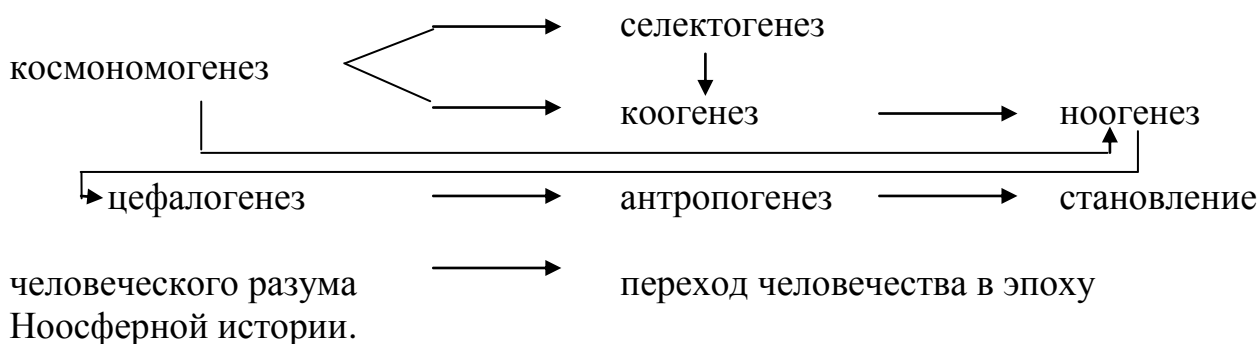 селектогенез
космономогенез
коогенез ноогенез
цефалогенез антропогенез становление
человеческого разума переход человечества в эпоху
Ноосферной истории.